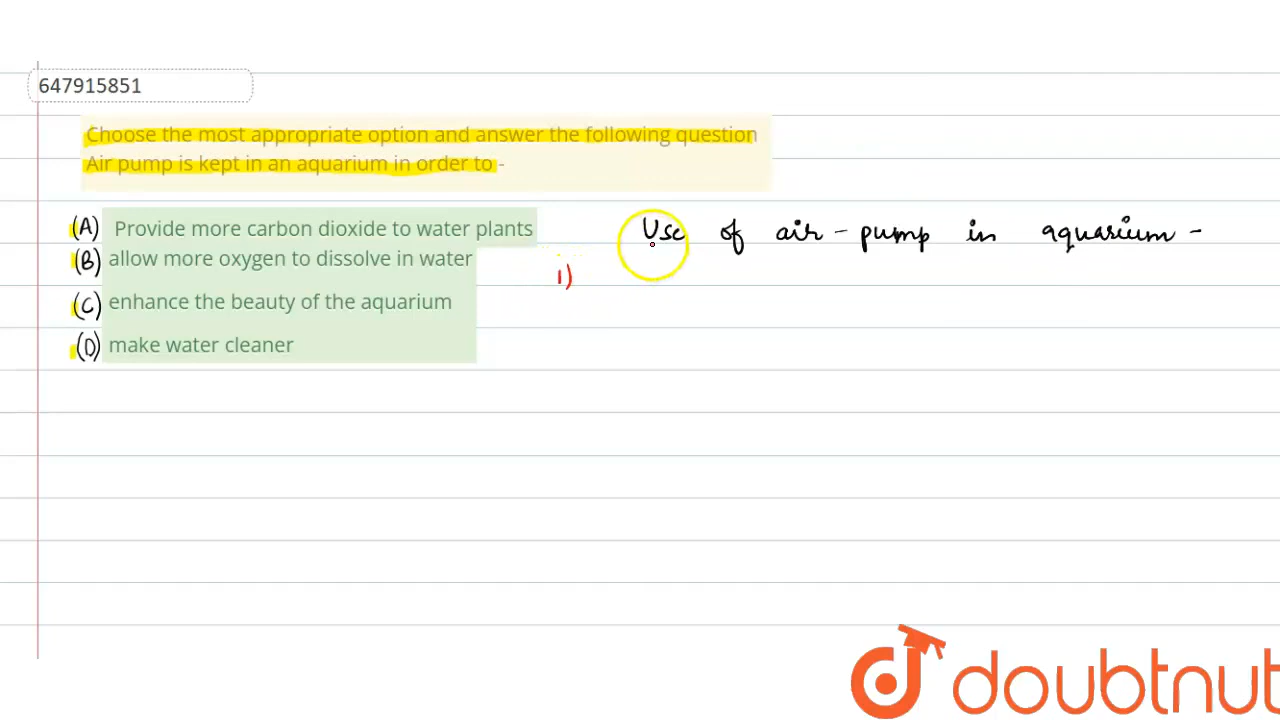 647915851
Choose the most appropriate option and answer the following question
Air pump is kept in an aquarium in order to -
(A) Provide more carbon dioxide to water plants
(B) allow more oxygen to dissolve in water
(C) enhance the beauty of the aquarium
(D) make water cleaner
Use of air - pump in aquarium -
1)
doubtnut